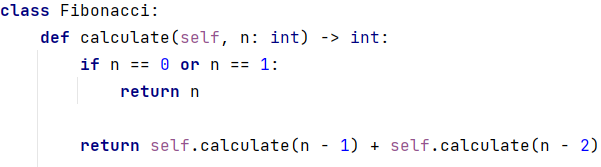 class Fibonacci:
    def calculate(self, n: int) -> int:
        if n == 0 or n == 1:
            return n

        return self.calculate(n - 1) + self.calculate(n - 2)